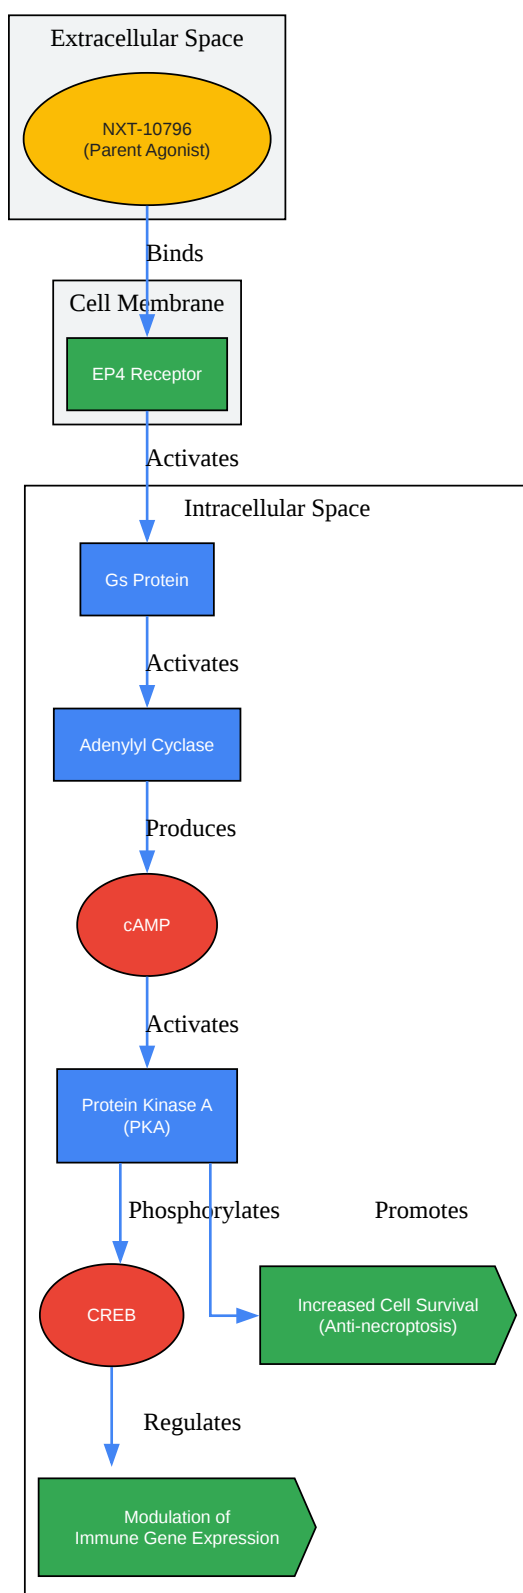 Extracellular Space
NXT-10796
(Parent Agonist)
Binds
Cell Membrane
EP4 Receptor
Activates
Intracellular Space
Gs Protein
Activates
Adenylyl Cyclase
Produces
cAMP
Activates
Protein Kinase A
(PKA)
Phosphorylates
Promotes
CREB
Increased Cell Survival
(Anti-necroptosis)
Regulates
Modulation of
Immune Gene Expression